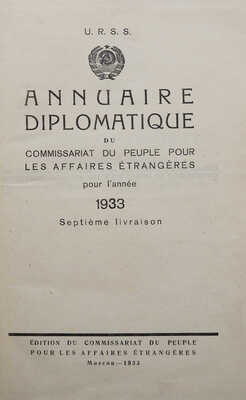 U. R. S. S.
ANNUAIRE
DIPLOMATIQUE
DU
COMMISSARIAT DU PEUPLE POUR
LES AFFAIRES ÉTRANGÈRES
pour l'année
1933
Septième livraison
ÉDITION DU COMMISSARIAT DU PEUPLE
POUR LES AFFAIRES ÉTRANGÈRES
Moscou—1933